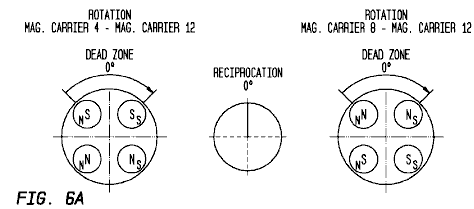 ROTATION
MAG. CARRIER 4 - MAG. CARRIER 12
DEAD ZONE
0°
N S
S S
N N
N S
RECIPROCATION
0°
ROTATION
MAG. CARRIER 8 - MAG. CARRIER 12
DEAD ZONE
0°
N N
N S
N N
S S
FIG. 6A